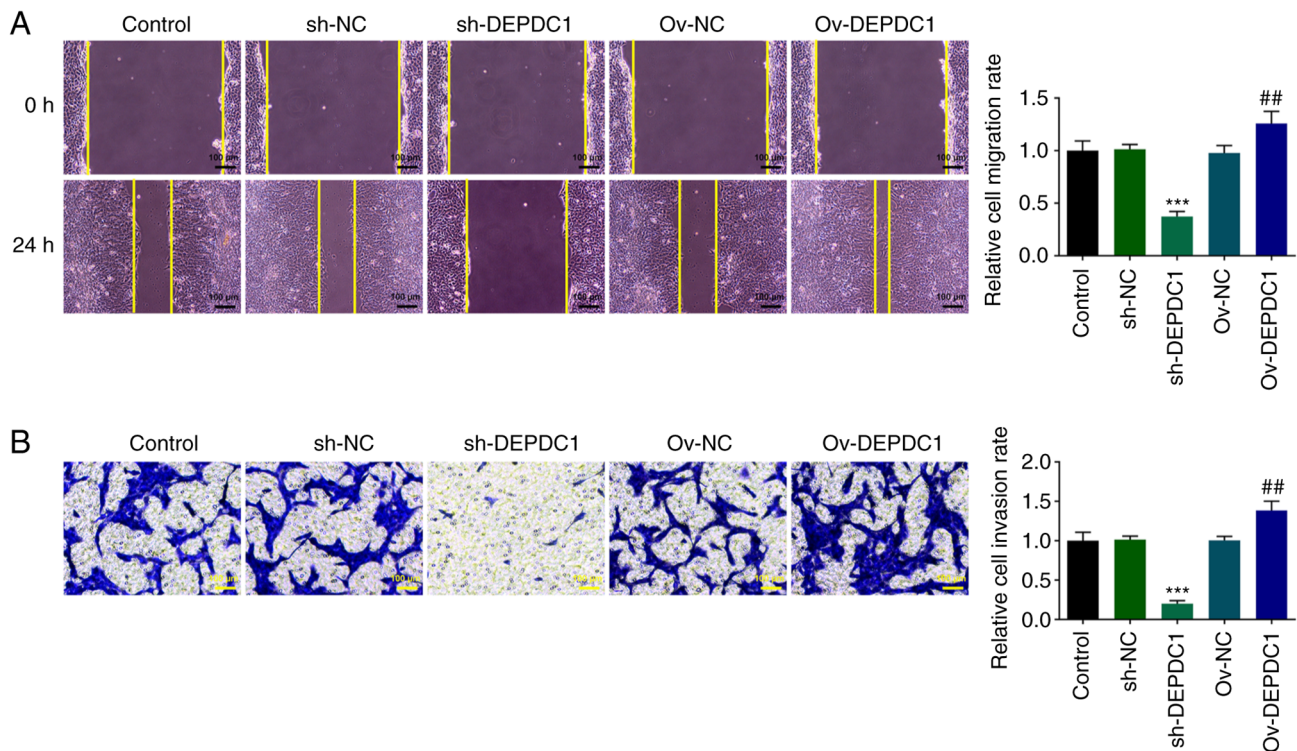 A
Control
sh-NC
sh-DEPDC1
Ov-NC
Ov-DEPDC1
0 h
100 µm
100 µm
100 µm
100 µm
100 µm
24 h
100 µm
100 µm
100 µm
100 µm
100 µm
Relative cell migration rate
1.5
1.0
0.5
0.0
***
##
Control
sh-NC
sh-DEPDC1
Ov-NC
Ov-DEPDC1
B
Control
sh-NC
sh-DEPDC1
Ov-NC
Ov-DEPDC1
100 µm
100 µm
100 µm
100 µm
100 µm
Relative cell invasion rate
2.0
1.5
1.0
0.5
0.0
***
##
Control
sh-NC
sh-DEPDC1
Ov-NC
Ov-DEPDC1